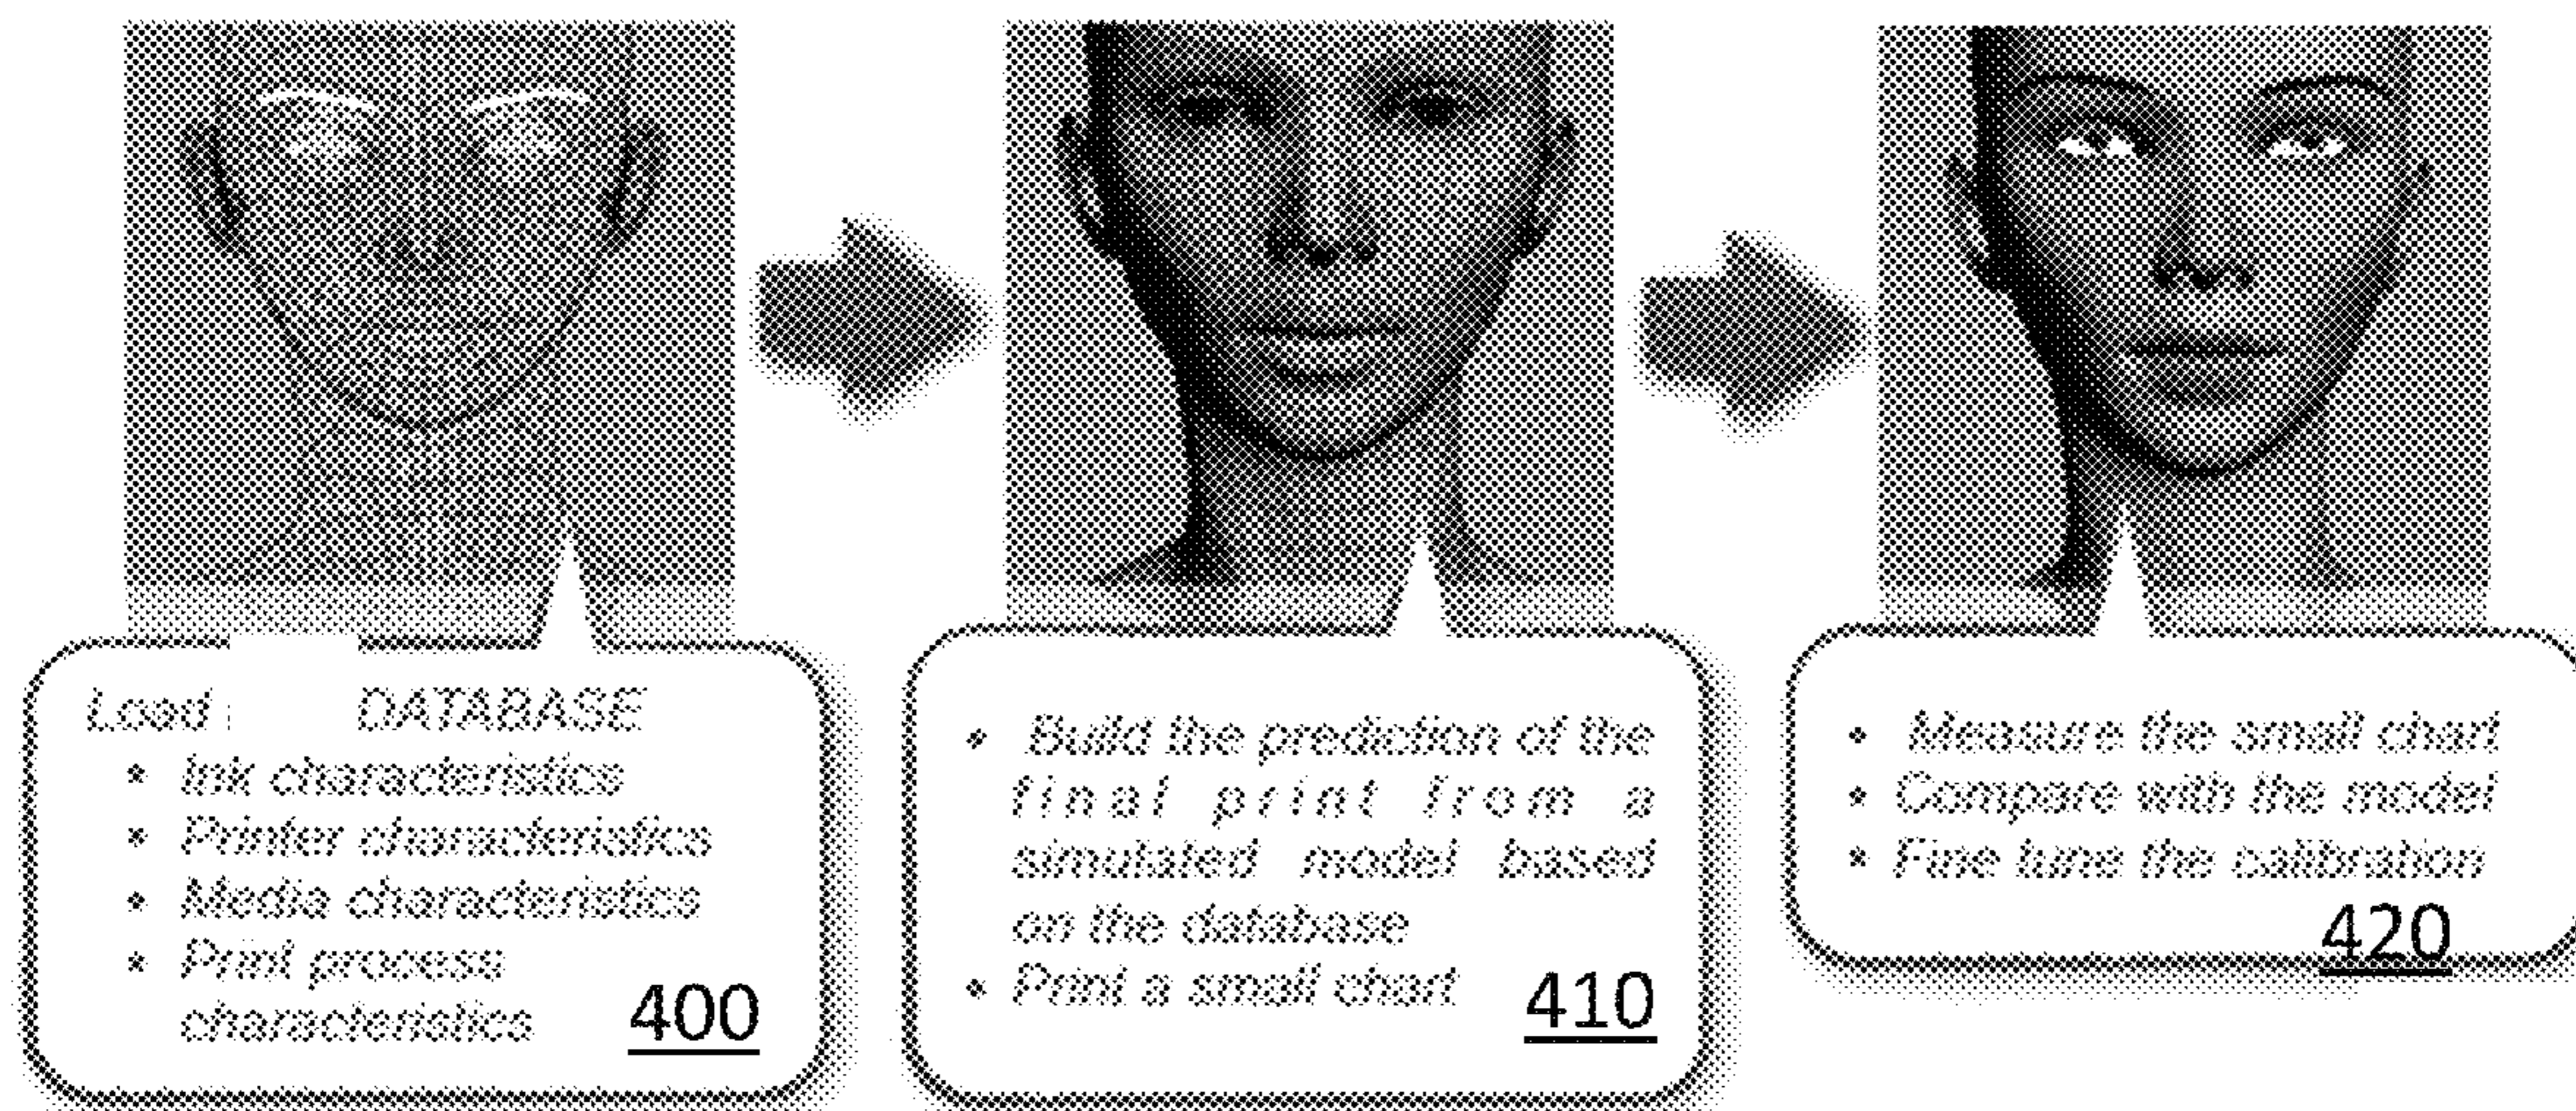 Load DATABASE
• Ink characteristics
• Printer characteristics
• Media characteristics
• Print process
characteristics
400
• Build the prediction of the
final print from a
simulated model based
on the database
• Print a small chart
410
• Measure the small chart
• Compare with the model
• Fine tune the calibration
420